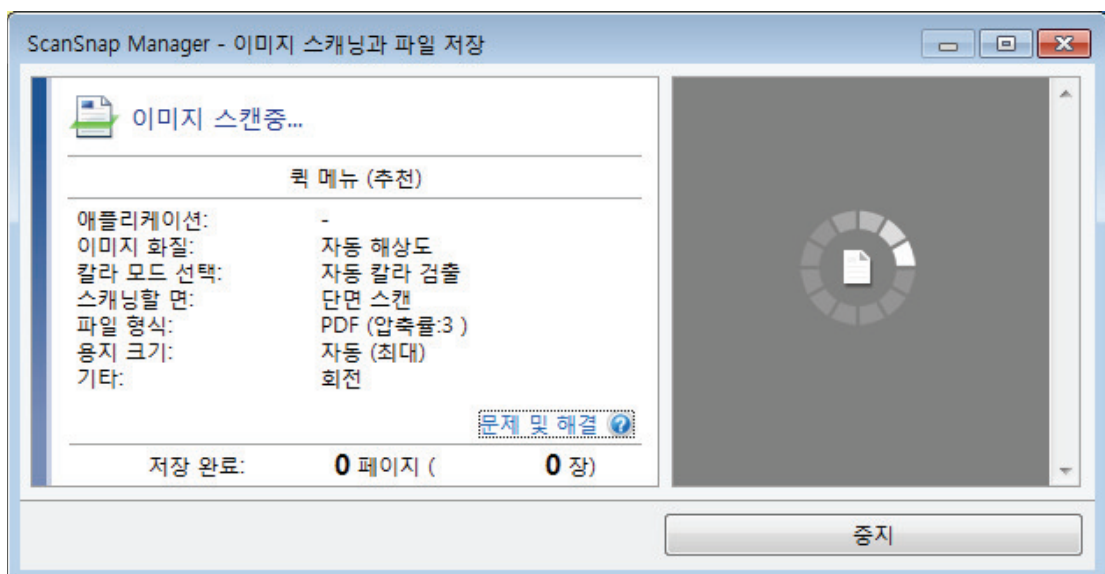 ScanSnap Manager - 이미지 스캐닝과 파일 저장
이미지 스캔중...
퀵 메뉴 (추천)
애플리케이션: -
이미지 화질: 자동 해상도
칼라 모드 선택: 자동 칼라 검출
스캐닝할 면: 단면 스캔
파일 형식: PDF (압축률:3 )
용지 크기: 자동 (최대)
기타: 회전
문제 및 해결 ?
저장 완료: 0 페이지 ( 0 장)
중지